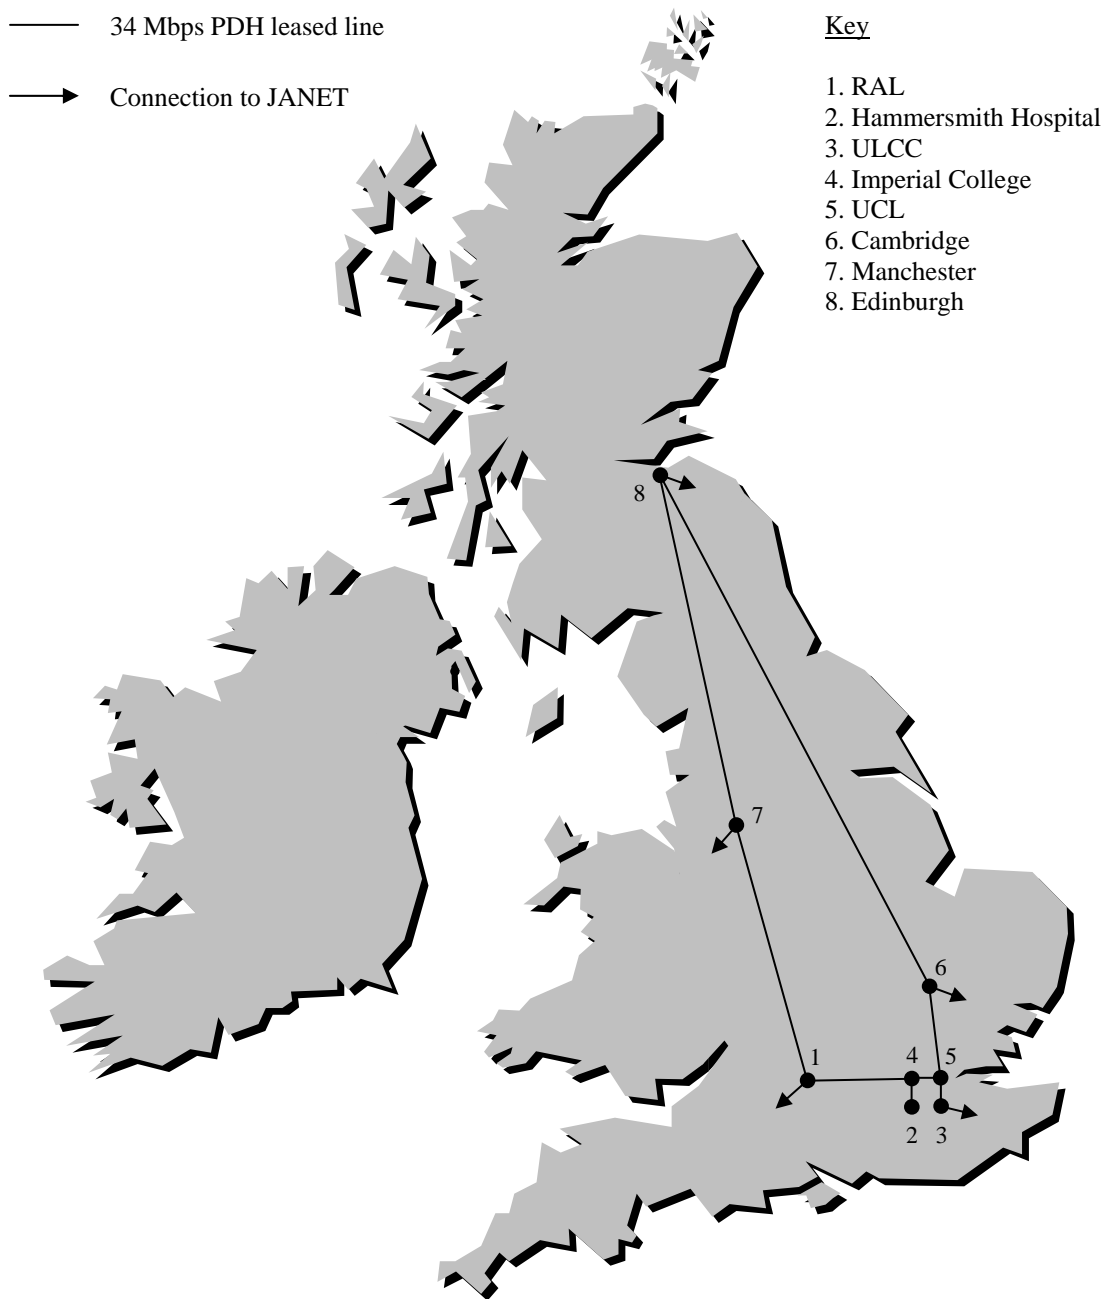 34 Mbps PDH leased line
Connection to JANET
Key
1. RAL
2. Hammersmith Hospital
3. ULCC
4. Imperial College
5. UCL
6. Cambridge
7. Manchester
8. Edinburgh
8
7
6
1
4
5
2
3